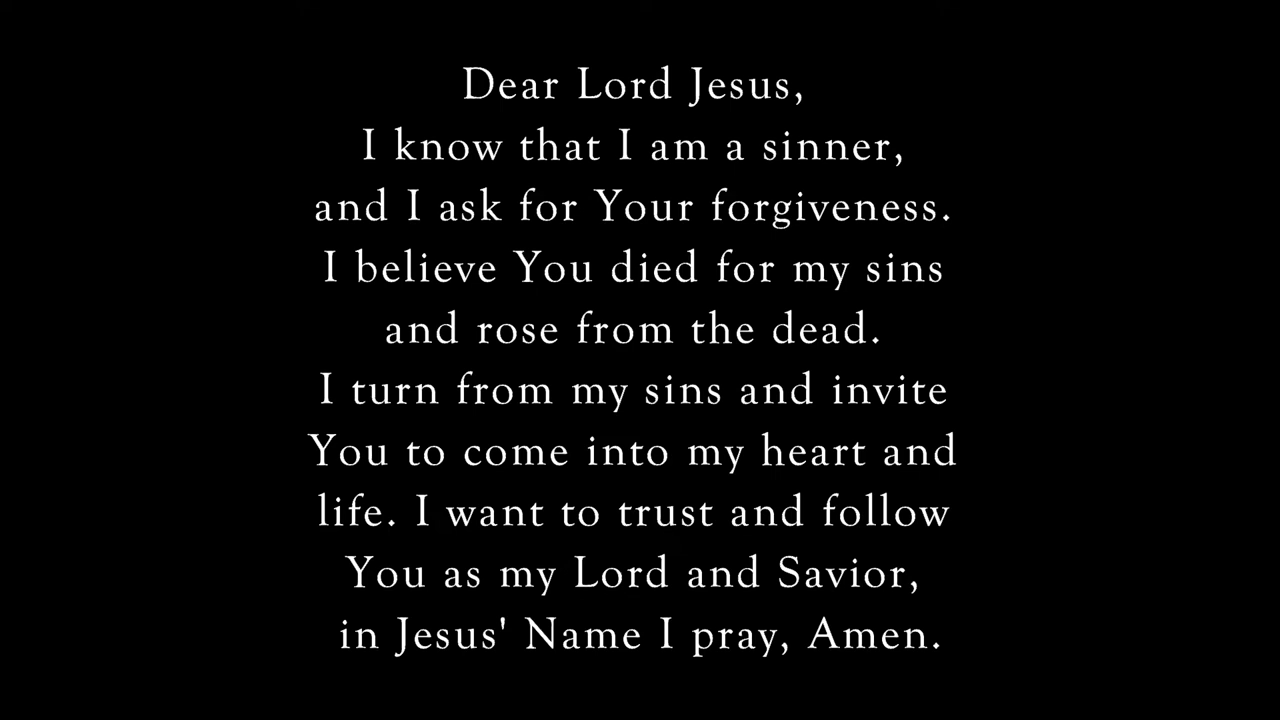 Dear Lord Jesus,
I know that I am a sinner,
and I ask for Your forgiveness.
I believe You died for my sins
and rose from the dead.
I turn from my sins and invite
You to come into my heart and
life. I want to trust and follow
You as my Lord and Savior,
in Jesus' Name I pray, Amen.